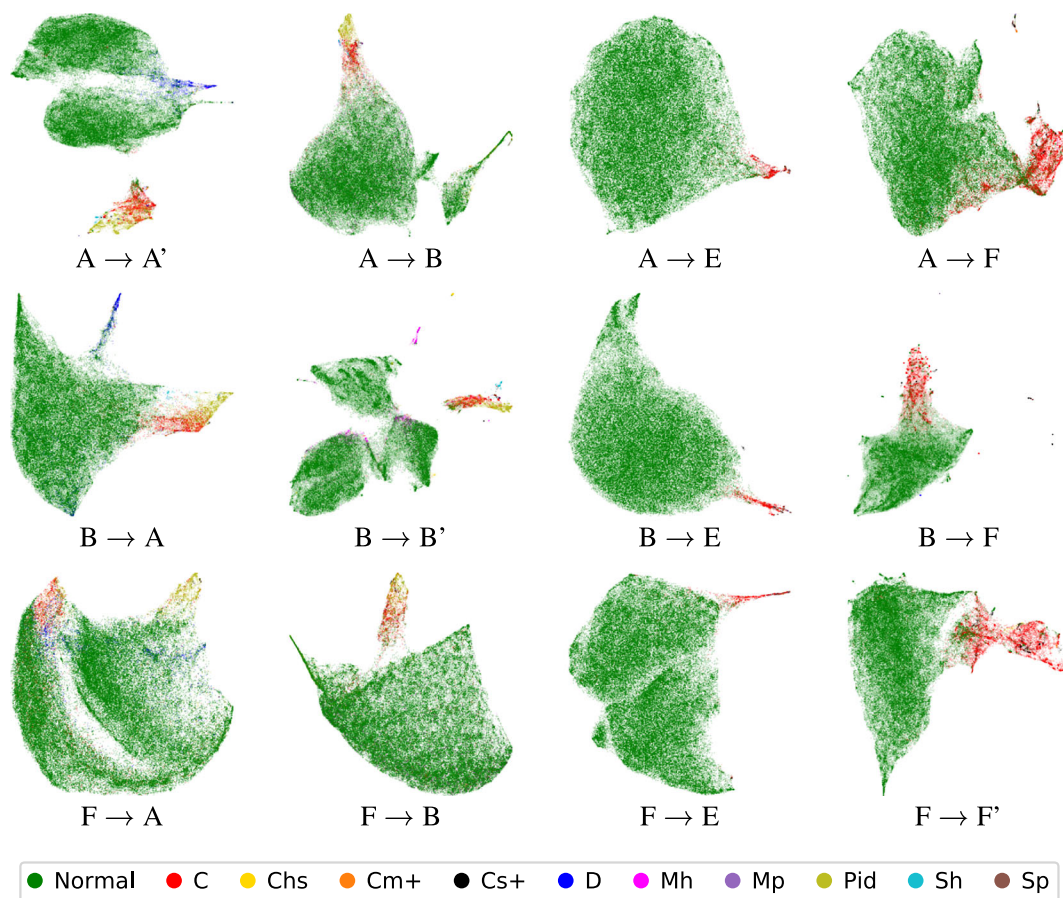 A → A’ A → B A → E A → F
B → A B → B’ B → E B → F
F → A F → B F → E F → F’
Normal C Chs Cm+ Cs+ D Mh Mp Pid Sh Sp